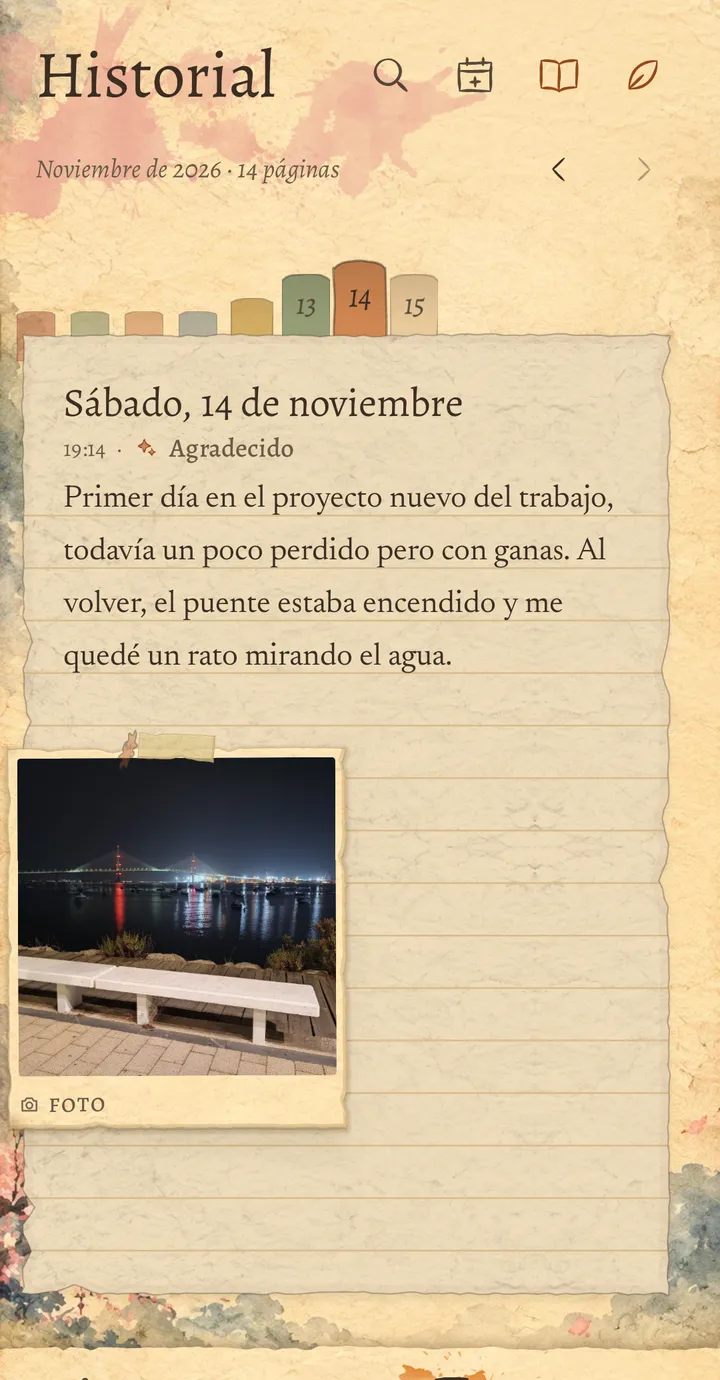 Historial
Noviembre de 2026 · 14 páginas
13
14
15
Sábado, 14 de noviembre
19:14 · Agradecido
Primer día en el proyecto nuevo del trabajo,
todavía un poco perdido pero con ganas. Al
volver, el puente estaba encendido y me
quedé un rato mirando el agua.
FOTO